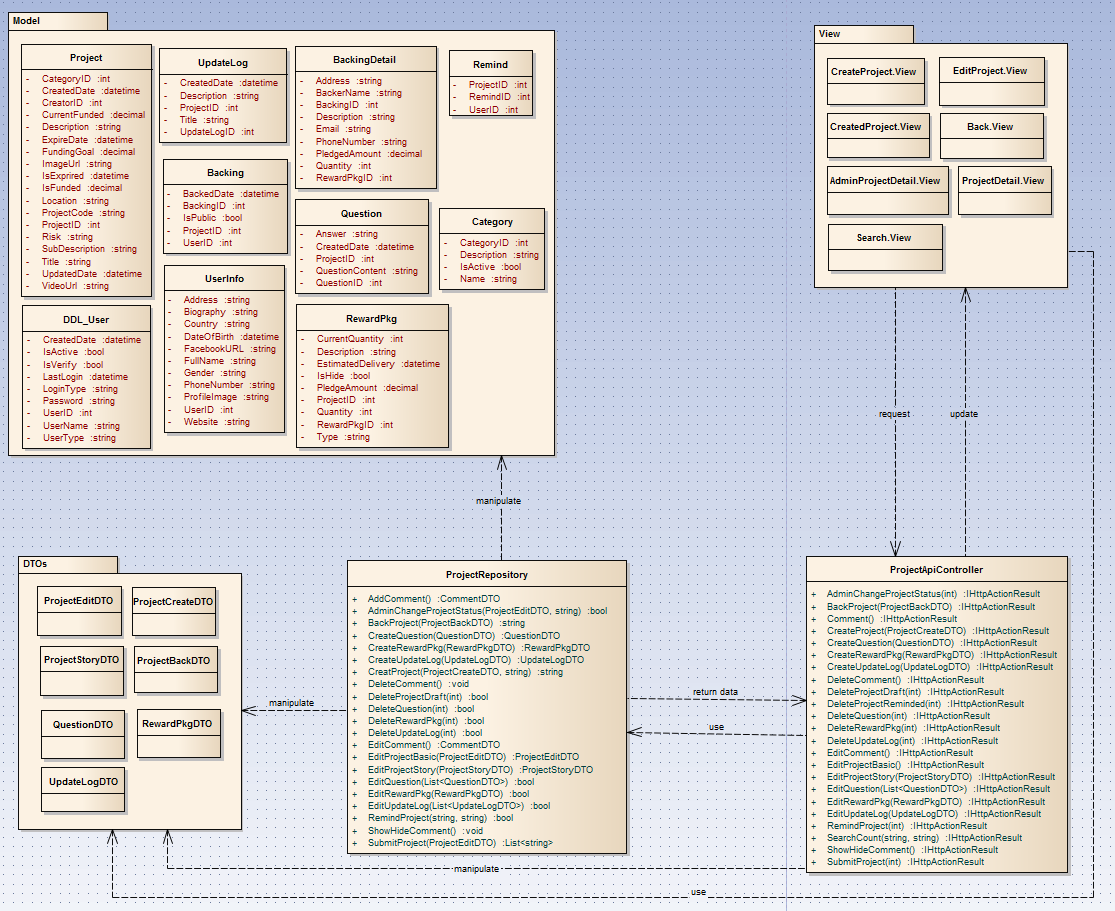 Model
Project
- CategoryID :int
- CreatedDate :datetime
- CreatorID :int
- CurrentFunded :decimal
- Description :string
- ExpireDate :datetime
- FundingGoal :decimal
- ImageUrl :string
- IsExprired :datetime
- IsFunded :decimal
- Location :string
- ProjectCode :string
- ProjectID :int
- Risk :string
- SubDescription :string
- Title :string
- UpdatedDate :datetime
- VideoUrl :string
DDL_User
- CreatedDate :datetime
- IsActive :bool
- IsVerify :bool
- LastLogin :datetime
- LoginType :string
- Password :string
- UserID :int
- UserName :string
- UserType :string
UpdateLog
- CreatedDate :datetime
- Description :string
- ProjectID :int
- Title :string
- UpdateLogID :int
Backing
- BackedDate :datetime
- BackingID :int
- IsPublic :bool
- ProjectID :int
- UserID :int
UserInfo
- Address :string
- Biography :string
- Country :string
- DateOfBirth :datetime
- FacebookURL :string
- FullName :string
- Gender :string
- PhoneNumber :string
- ProfileImage :string
- UserID :int
- Website :string
BackingDetail
- Address :string
- BackerName :string
- BackingID :int
- Description :string
- Email :string
- PhoneNumber :string
- PledgedAmount :decimal
- Quantity :int
- RewardPkgID :int
Question
- Answer :string
- CreatedDate :datetime
- ProjectID :int
- QuestionContent :string
- QuestionID :int
RewardPkg
- CurrentQuantity :int
- Description :string
- EstimatedDelivery :datetime
- IsHide :bool
- PledgeAmount :decimal
- ProjectID :int
- Quantity :int
- RewardPkgID :int
- Type :string
Remind
- ProjectID :int
- RemindID :int
- UserID :int
Category
- CategoryID :int
- Description :string
- IsActive :bool
- Name :string
View
CreateProject.View
EditProject.View
CreatedProject.View
Back.View
AdminProjectDetail.View
ProjectDetail.View
Search.View
request
update
manipulate
DTOs
ProjectEditDTO
ProjectCreateDTO
ProjectStoryDTO
ProjectBackDTO
QuestionDTO
RewardPkgDTO
UpdateLogDTO
manipulate
ProjectRepository
+ AddComment() :CommentDTO
+ AdminChangeProjectStatus(ProjectEditDTO, string) :bool
+ BackProject(ProjectBackDTO) :string
+ CreateQuestion(QuestionDTO) :QuestionDTO
+ CreateRewardPkg(RewardPkgDTO) :RewardPkgDTO
+ CreateUpdateLog(UpdateLogDTO) :UpdateLogDTO
+ CreatProject(ProjectCreateDTO, string) :string
+ DeleteComment() :void
+ DeleteProjectDraft(int) :bool
+ DeleteQuestion(int) :bool
+ DeleteRewardPkg(int) :bool
+ DeleteUpdateLog(int) :bool
+ EditComment() :CommentDTO
+ EditProjectBasic(ProjectEditDTO) :ProjectEditDTO
+ EditProjectStory(ProjectStoryDTO) :ProjectStoryDTO
+ EditQuestion(List<QuestionDTO>) :bool
+ EditRewardPkg(RewardPkgDTO) :bool
+ EditUpdateLog(List<UpdateLogDTO>) :bool
+ RemindProject(string, string) :bool
+ ShowHideComment() :void
+ SubmitProject(ProjectEditDTO) :List<string>
return data
use
ProjectApiController
+ AdminChangeProjectStatus(int) :IHttpActionResult
+ BackProject(ProjectBackDTO) :IHttpActionResult
+ Comment() :IHttpActionResult
+ CreateProject(ProjectCreateDTO) :IHttpActionResult
+ CreateQuestion(QuestionDTO) :IHttpActionResult
+ CreateRewardPkg(RewardPkgDTO) :IHttpActionResult
+ CreateUpdateLog(UpdateLogDTO) :IHttpActionResult
+ DeleteComment() :IHttpActionResult
+ DeleteProjectDraft(int) :IHttpActionResult
+ DeleteProjectReminded(int) :IHttpActionResult
+ DeleteQuestion(int) :IHttpActionResult
+ DeleteRewardPkg(int) :IHttpActionResult
+ DeleteUpdateLog(int) :IHttpActionResult
+ EditComment() :IHttpActionResult
+ EditProjectBasic() :IHttpActionResult
+ EditProjectStory(ProjectStoryDTO) :IHttpActionResult
+ EditQuestion(List<QuestionDTO>) :IHttpActionResult
+ EditRewardPkg(RewardPkgDTO) :IHttpActionResult
+ EditUpdateLog(UpdateLogDTO) :IHttpActionResult
+ RemindProject(int) :IHttpActionResult
+ SearchCount(string, string) :IHttpActionResult
+ ShowHideComment() :IHttpActionResult
+ SubmitProject(int) :IHttpActionResult
manipulate
use